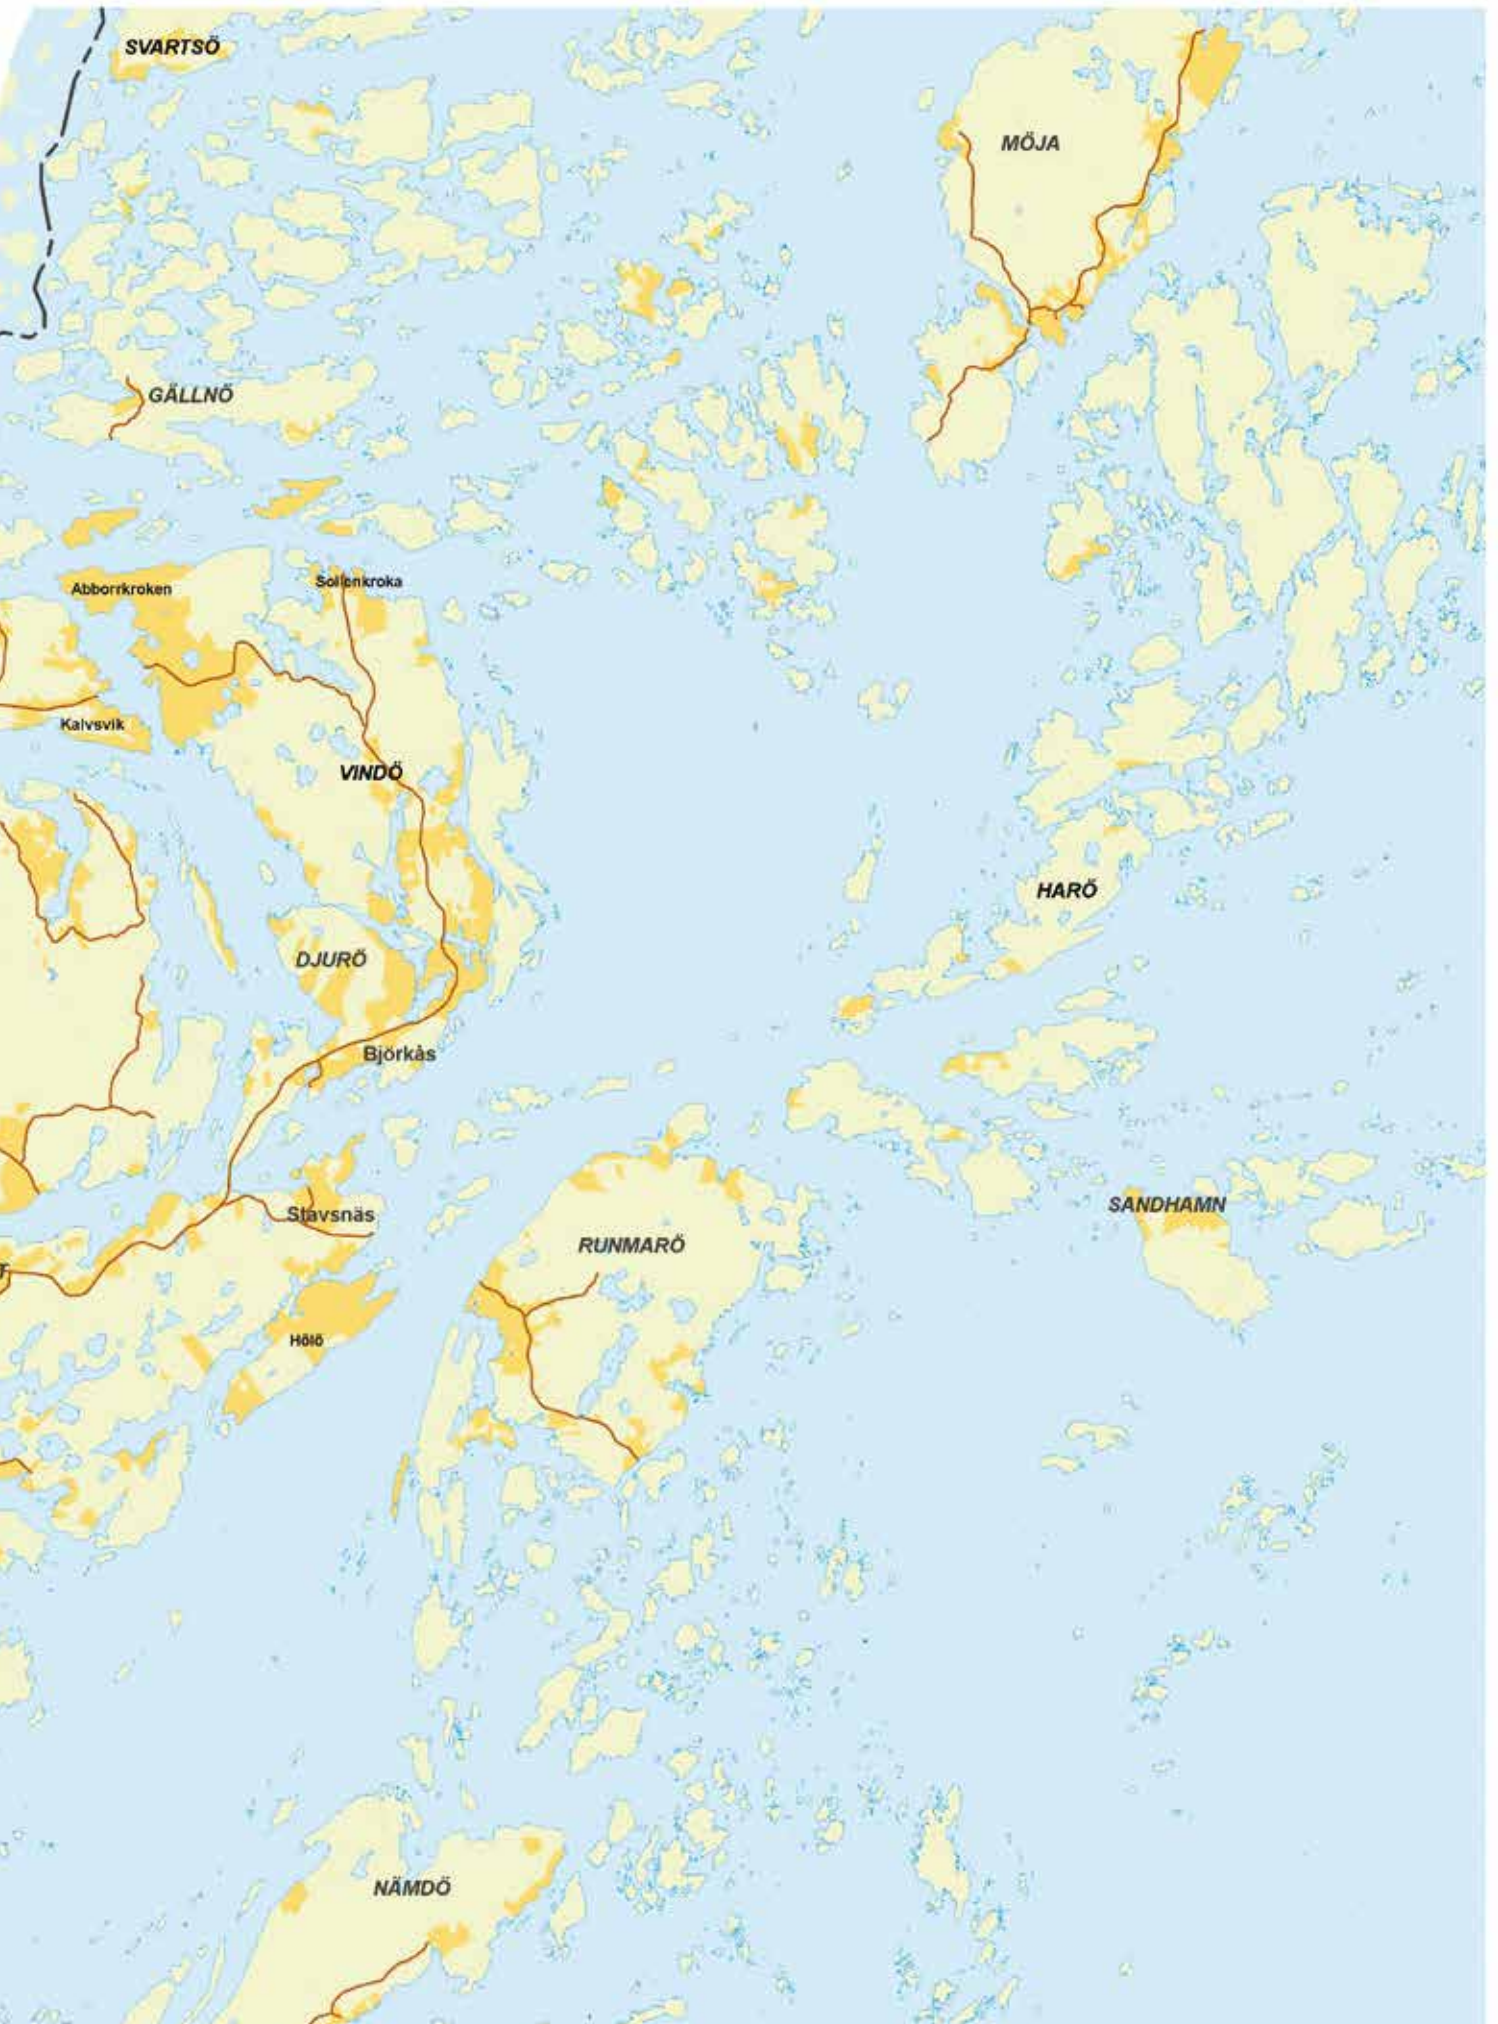 SVARTSÖ
MÖJA
GÄLLNÖ
Sollenkroka
Abborrkroken
Kalvsvik
VINDÖ
HARÖ
DJURÖ
Björkås
SANDHAMN
Stavsnäs
RUNMARÖ
T
Hölö
NÄMDÖ